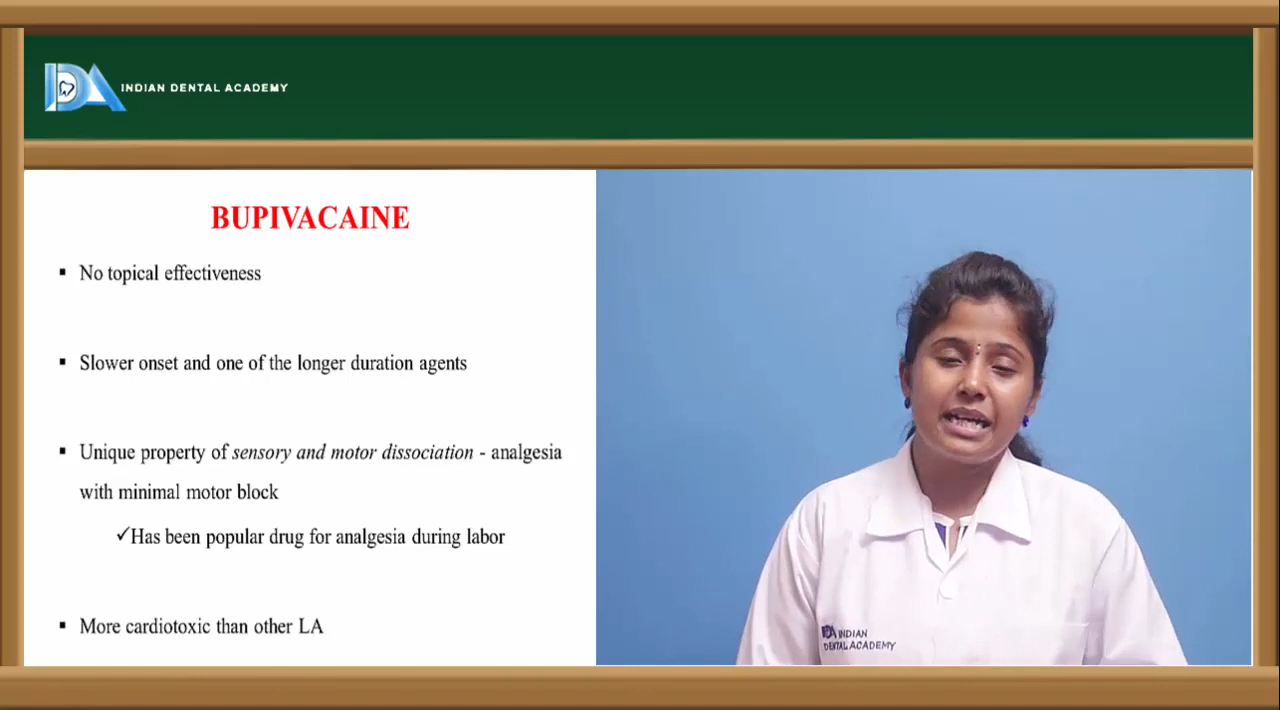 INDIAN DENTAL ACADEMY
BUPIVACAINE
▪ No topical effectiveness
▪ Slower onset and one of the longer duration agents
▪ Unique property of sensory and motor dissociation - analgesia
with minimal motor block
✓Has been popular drug for analgesia during labor
▪ More cardiotoxic than other LA
IDA INDIAN
DENTAL ACADEMY